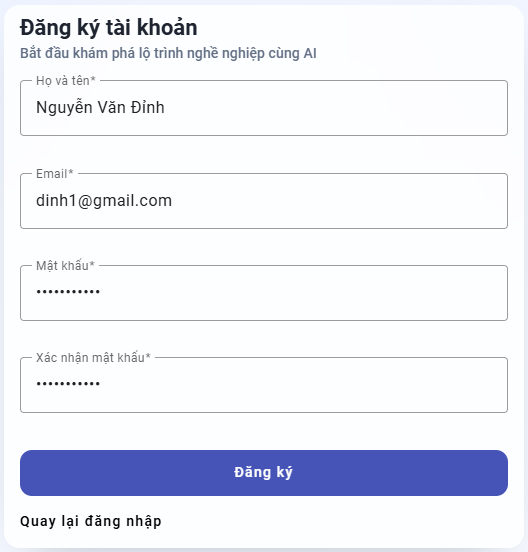 Đăng ký tài khoản
Bắt đầu khám phá lộ trình nghề nghiệp cùng AI
Họ và tên*
Nguyễn Văn Đỉnh
Email*
dinh1@gmail.com
Mật khẩu*
•••••••••••
Xác nhận mật khẩu*
•••••••••••
Đăng ký
Quay lại đăng nhập